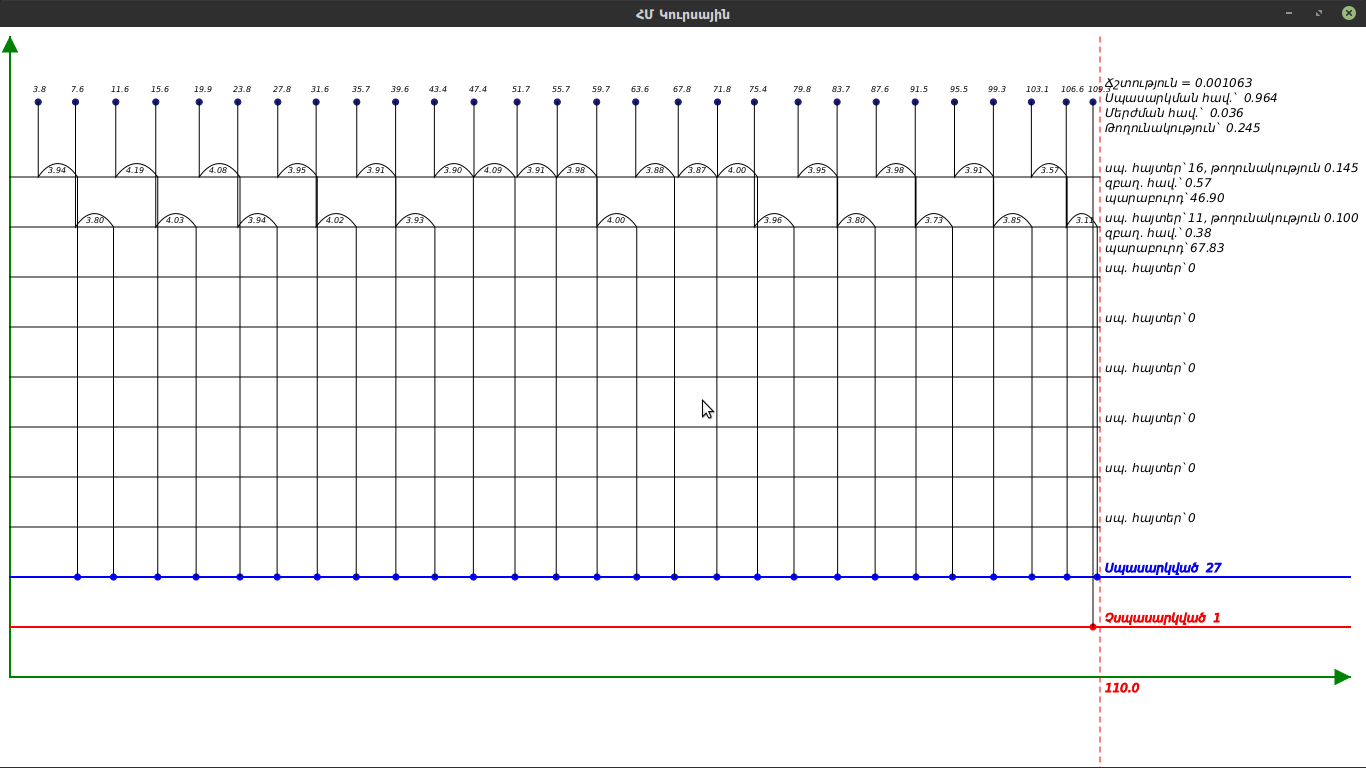 ՀՄ Կուրսային
3.8 7.6 11.6 15.6 19.9 23.8 27.8 31.6 35.7 39.6 43.4 47.4 51.7 55.7 59.7 63.6 67.8 71.8 75.4 79.8 83.7 87.6 91.5 95.5 99.3 103.1 106.6 109.3
Ճշտություն = 0.001063
Սպասարկման հավ.՝ 0.964
Մերժման հավ.՝ 0.036
Թողունակություն՝ 0.245
3.94 4.19 4.08 3.95 3.91 3.90 4.09 3.91 3.98 3.88 3.87 4.00 3.95 3.98 3.91 3.57
սպ. հայտեր՝16, թողունակություն 0.145
զբաղ. հավ.՝0.57
պարաբուրդ՝46.90
3.80 4.03 3.94 4.02 3.93 4.00 3.96 3.80 3.73 3.85 3.11
սպ. հայտեր՝11, թողունակություն 0.100
զբաղ. հավ.՝0.38
պարաբուրդ՝67.83
սպ. հայտեր՝0
սպ. հայտեր՝0
սպ. հայտեր՝0
սպ. հայտեր՝0
սպ. հայտեր՝0
սպ. հայտեր՝0
Սպասարկված 27
Չսպասարկված 1
110.0